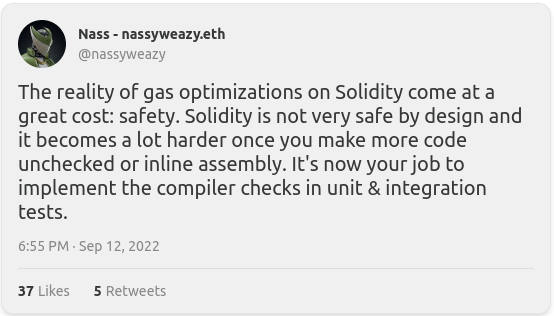 Nass - nassyweazy.eth
@nassyweazy
The reality of gas optimizations on Solidity come at a
great cost: safety. Solidity is not very safe by design and
it becomes a lot harder once you make more code
unchecked or inline assembly. It's now your job to
implement the compiler checks in unit & integration
tests.
6:55 PM · Sep 12, 2022
37 Likes 5 Retweets